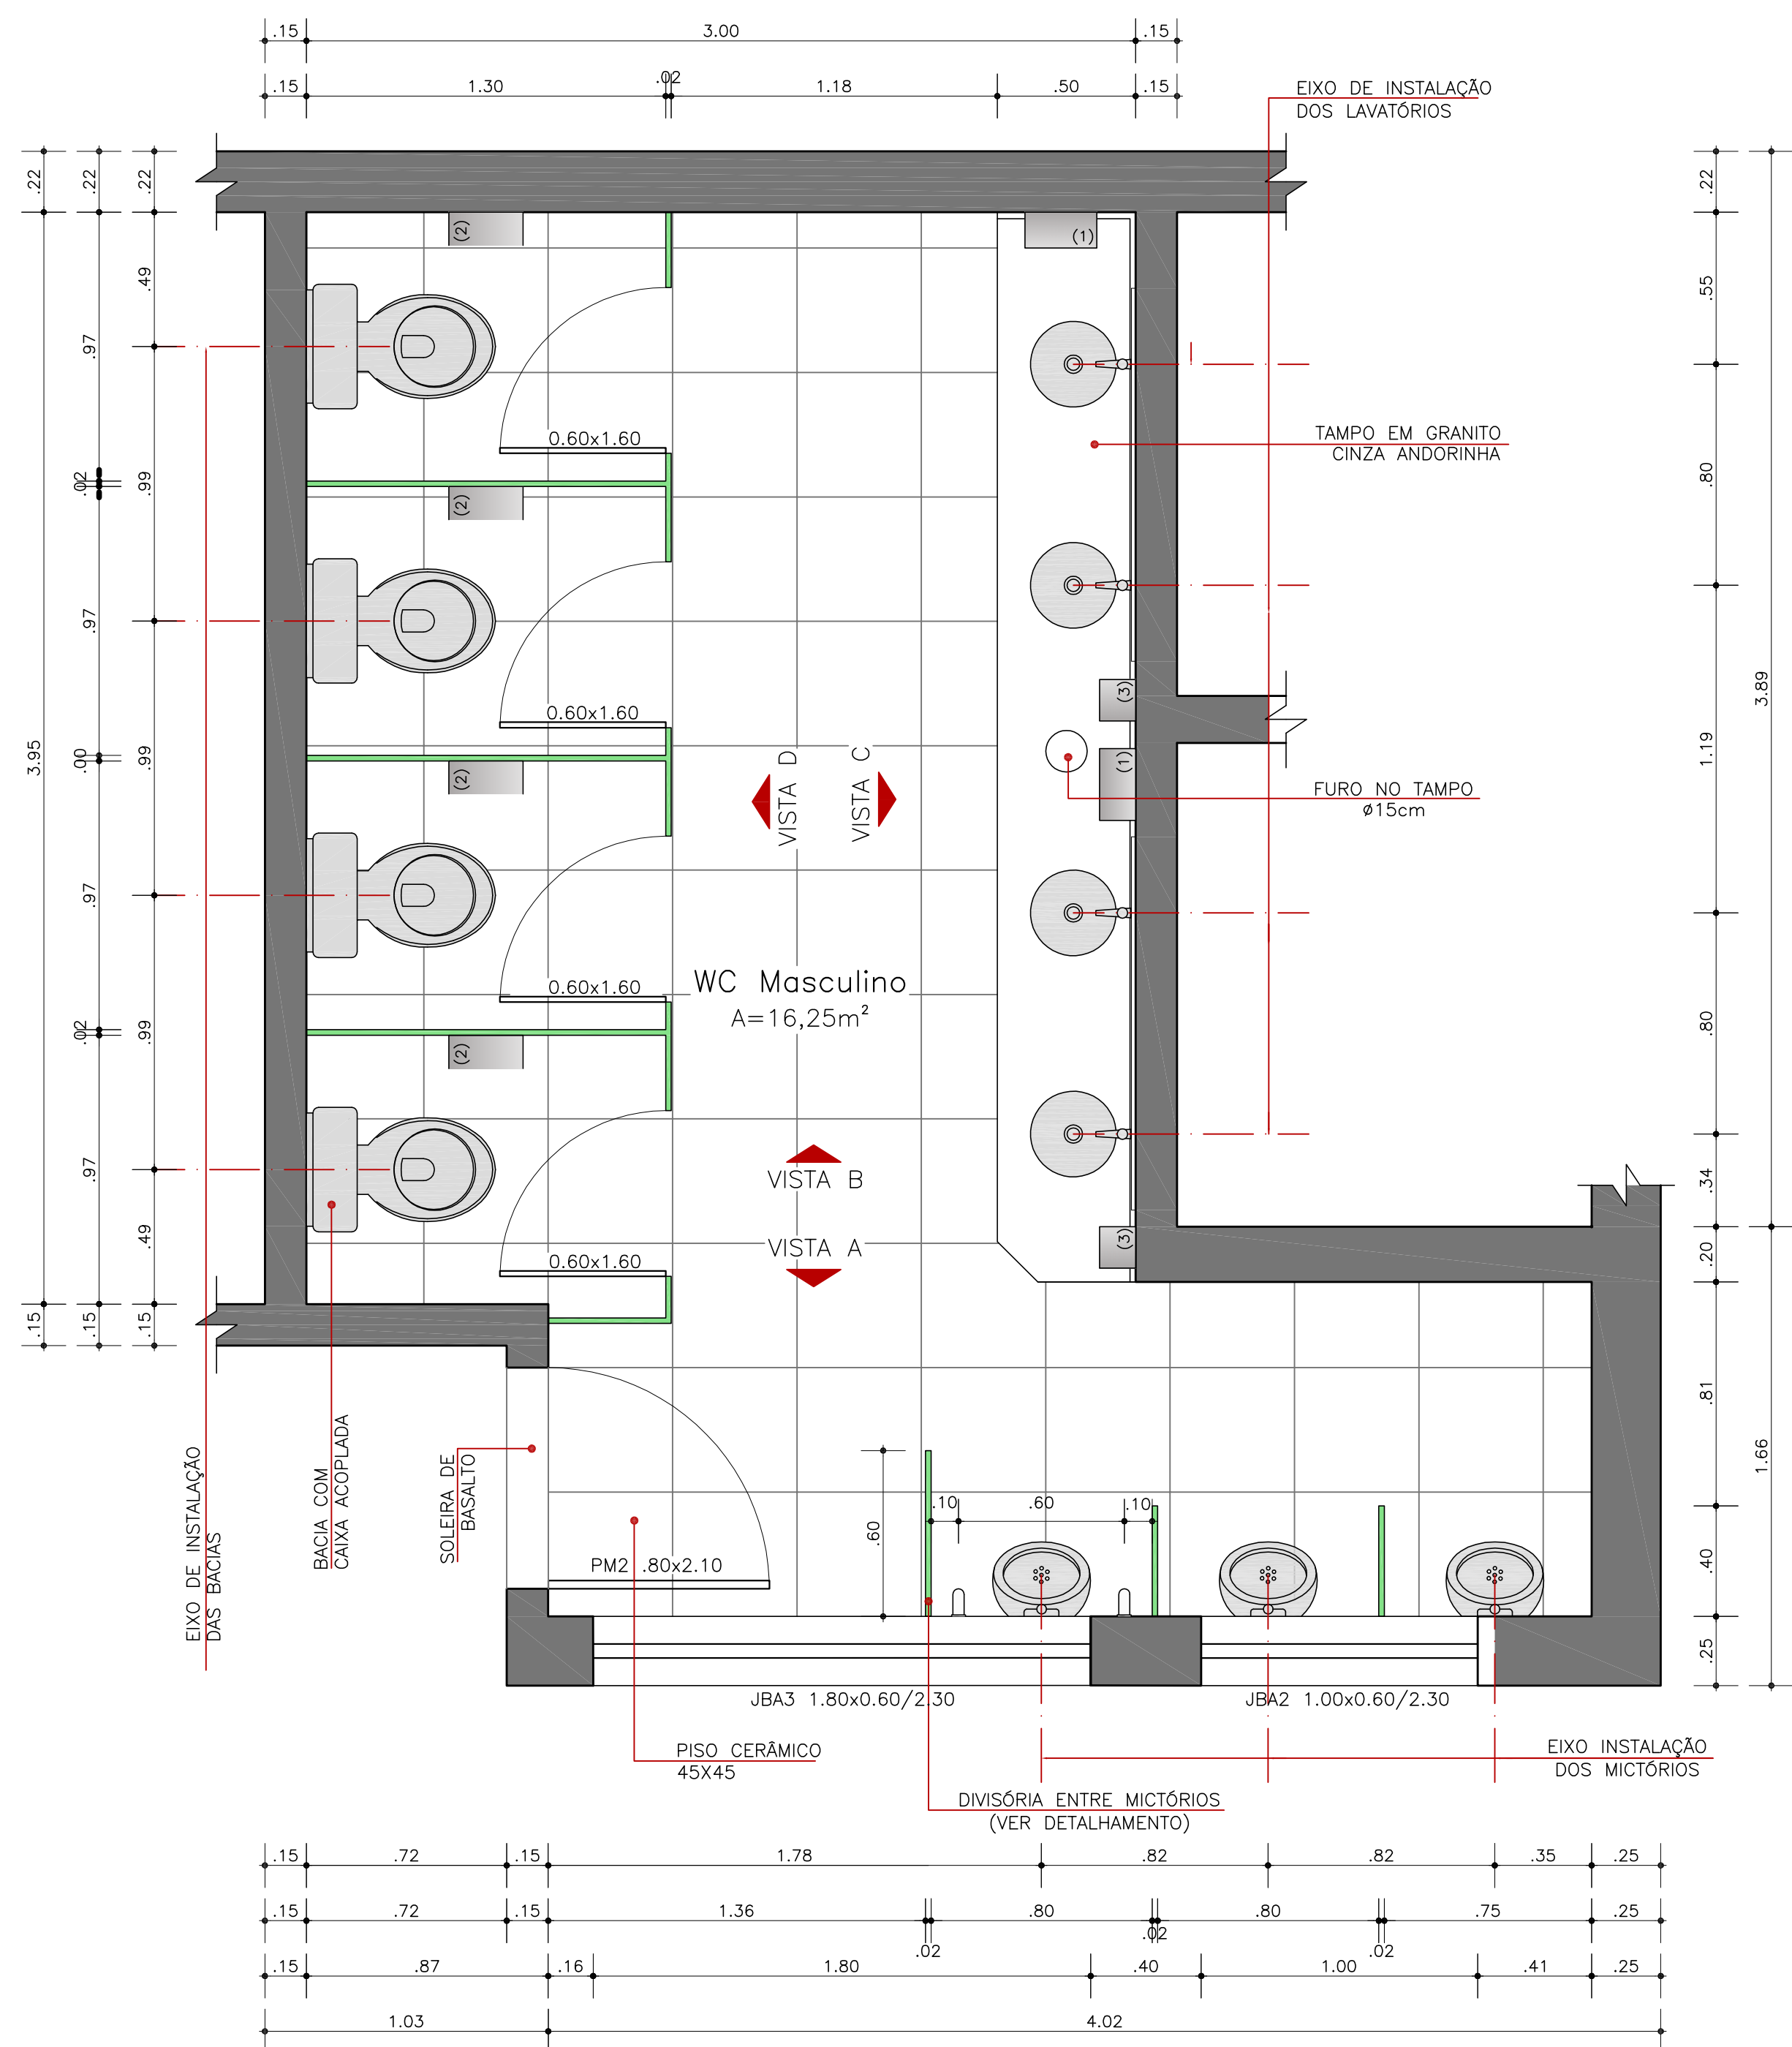 .15 3.00 .15
.15 1.30 .02 1.18 .50 .15
EIXO DE INSTALAÇÃO
DOS LAVATÓRIOS
.22 .22 .22
.22
(2)
(1)
.49
.55
.97
0.60x1.60
TAMPO EM GRANITO
CINZA ANDORINHA
.02
.99
.80
(2)
.97
3.89
(3)
0.60x1.60
3.95
.00
.99
1.19
(2)
(1)
VISTA D
VISTA C
FURO NO TAMPO
ø15cm
.97
WC Masculino
A=16,25m²
0.60x1.60
.02
.99
.80
(2)
.97
VISTA B
.34
.49
VISTA A
(3)
.20
0.60x1.60
.15 .15 .15
.81
EIXO DE INSTALAÇÃO
DAS BACIAS
BACIA COM
CAIXA ACOPLADA
SOLEIRA DE
BASALTO
1.66
.10 .60 .10
.60
.40
PM2 .80x2.10
.25
JBA3 1.80x0.60/2.30
JBA2 1.00x0.60/2.30
PISO CERÂMICO
45X45
EIXO INSTALAÇÃO
DOS MICTÓRIOS
DIVISÓRIA ENTRE MICTÓRIOS
(VER DETALHAMENTO)
.15 .72 .15 1.78 .82 .82 .35 .25
.15 .72 .15 1.36 .80 .80 .75 .25
.02 .02 .02
.15 .87 .16 1.80 .40 1.00 .41 .25
1.03 4.02